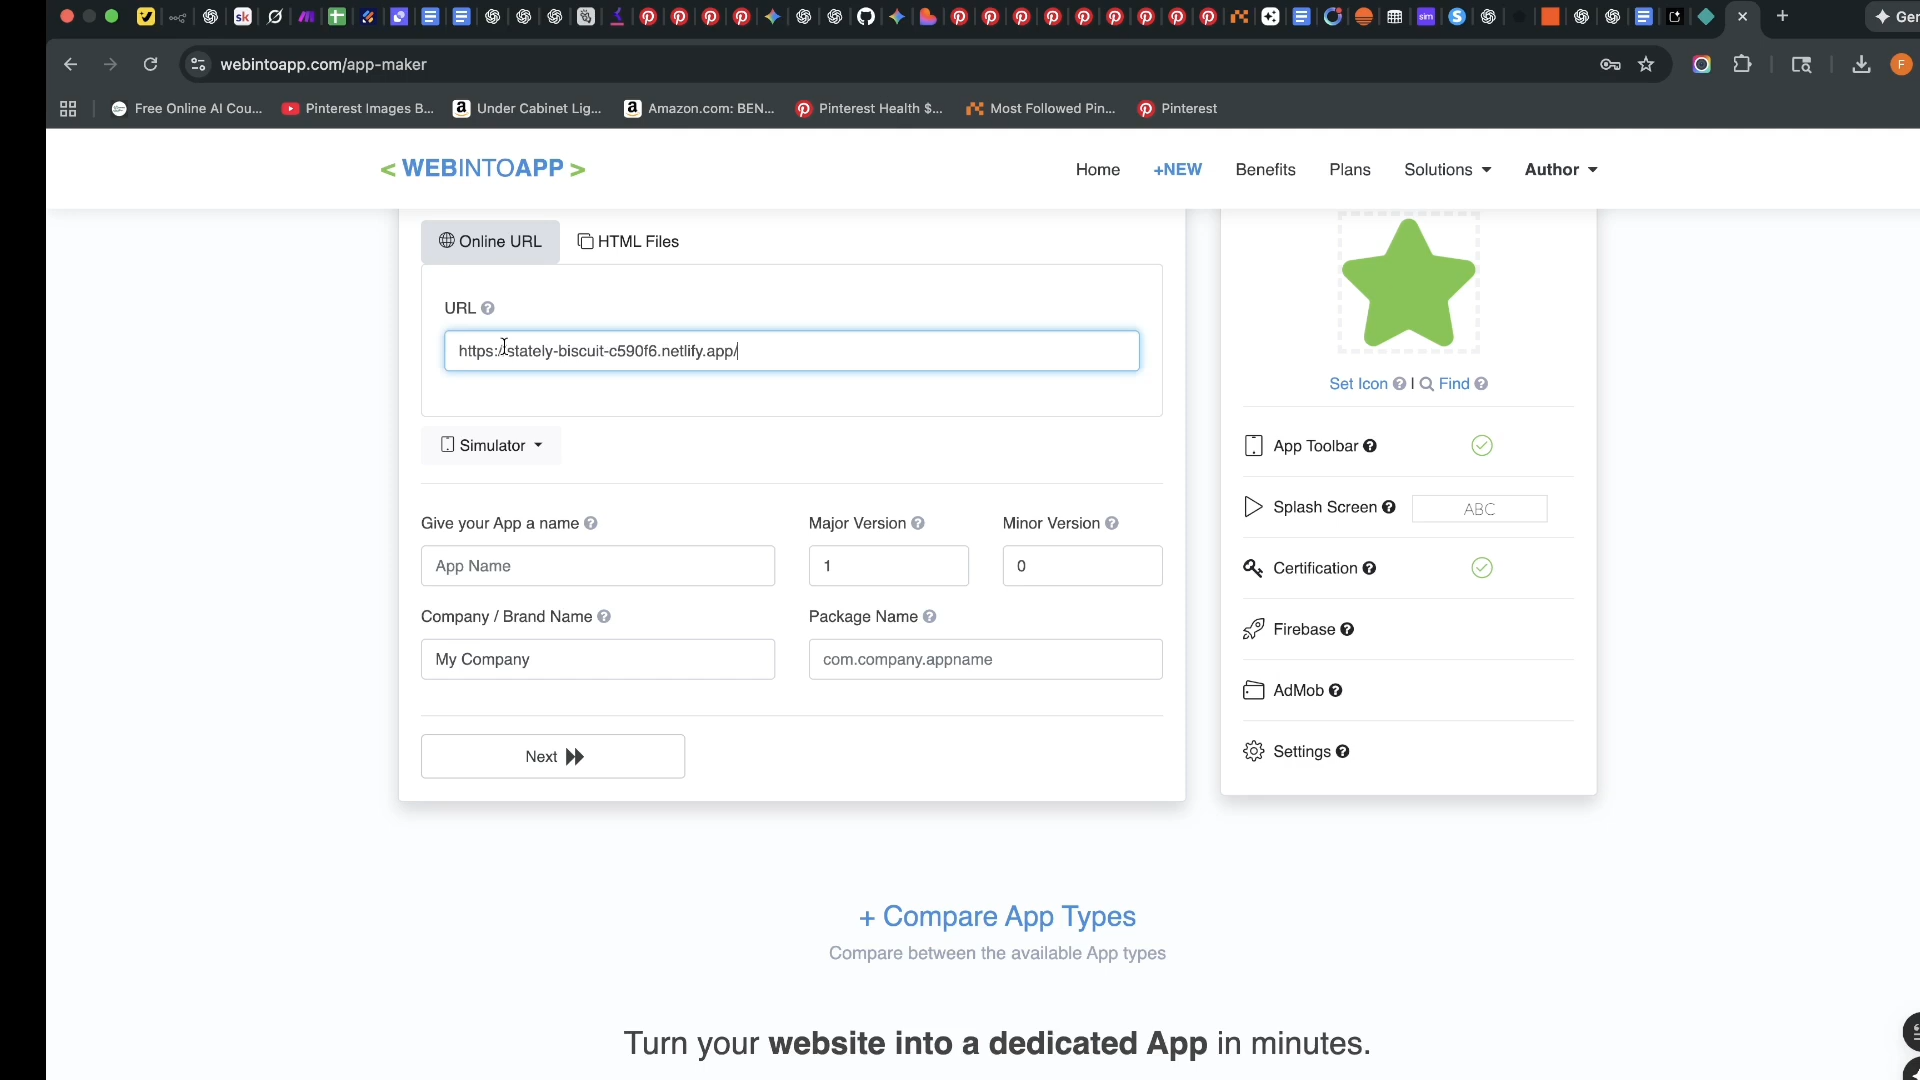 sk
sim
S
Ger
webintoapp.com/app-maker
F
Free Online AI Cou...
Pinterest Images B...
a Under Cabinet Lig...
a Amazon.com: BEN...
Pinterest Health $...
Most Followed Pin...
Pinterest
< WEBINTOAPP >
Home
+NEW
Benefits
Plans
Solutions
Author
Online URL
HTML Files
URL ?
https://stately-biscuit-c590f6.netlify.app/
Simulator
Give your App a name ?
Major Version ?
Minor Version ?
App Name
1
0
Company / Brand Name ?
Package Name ?
My Company
com.company.appname
Next
Set Icon ? | Find ?
App Toolbar ?
Splash Screen ?
ABC
Certification ?
Firebase ?
AdMob ?
Settings ?
+ Compare App Types
Compare between the available App types
Turn your website into a dedicated App in minutes.